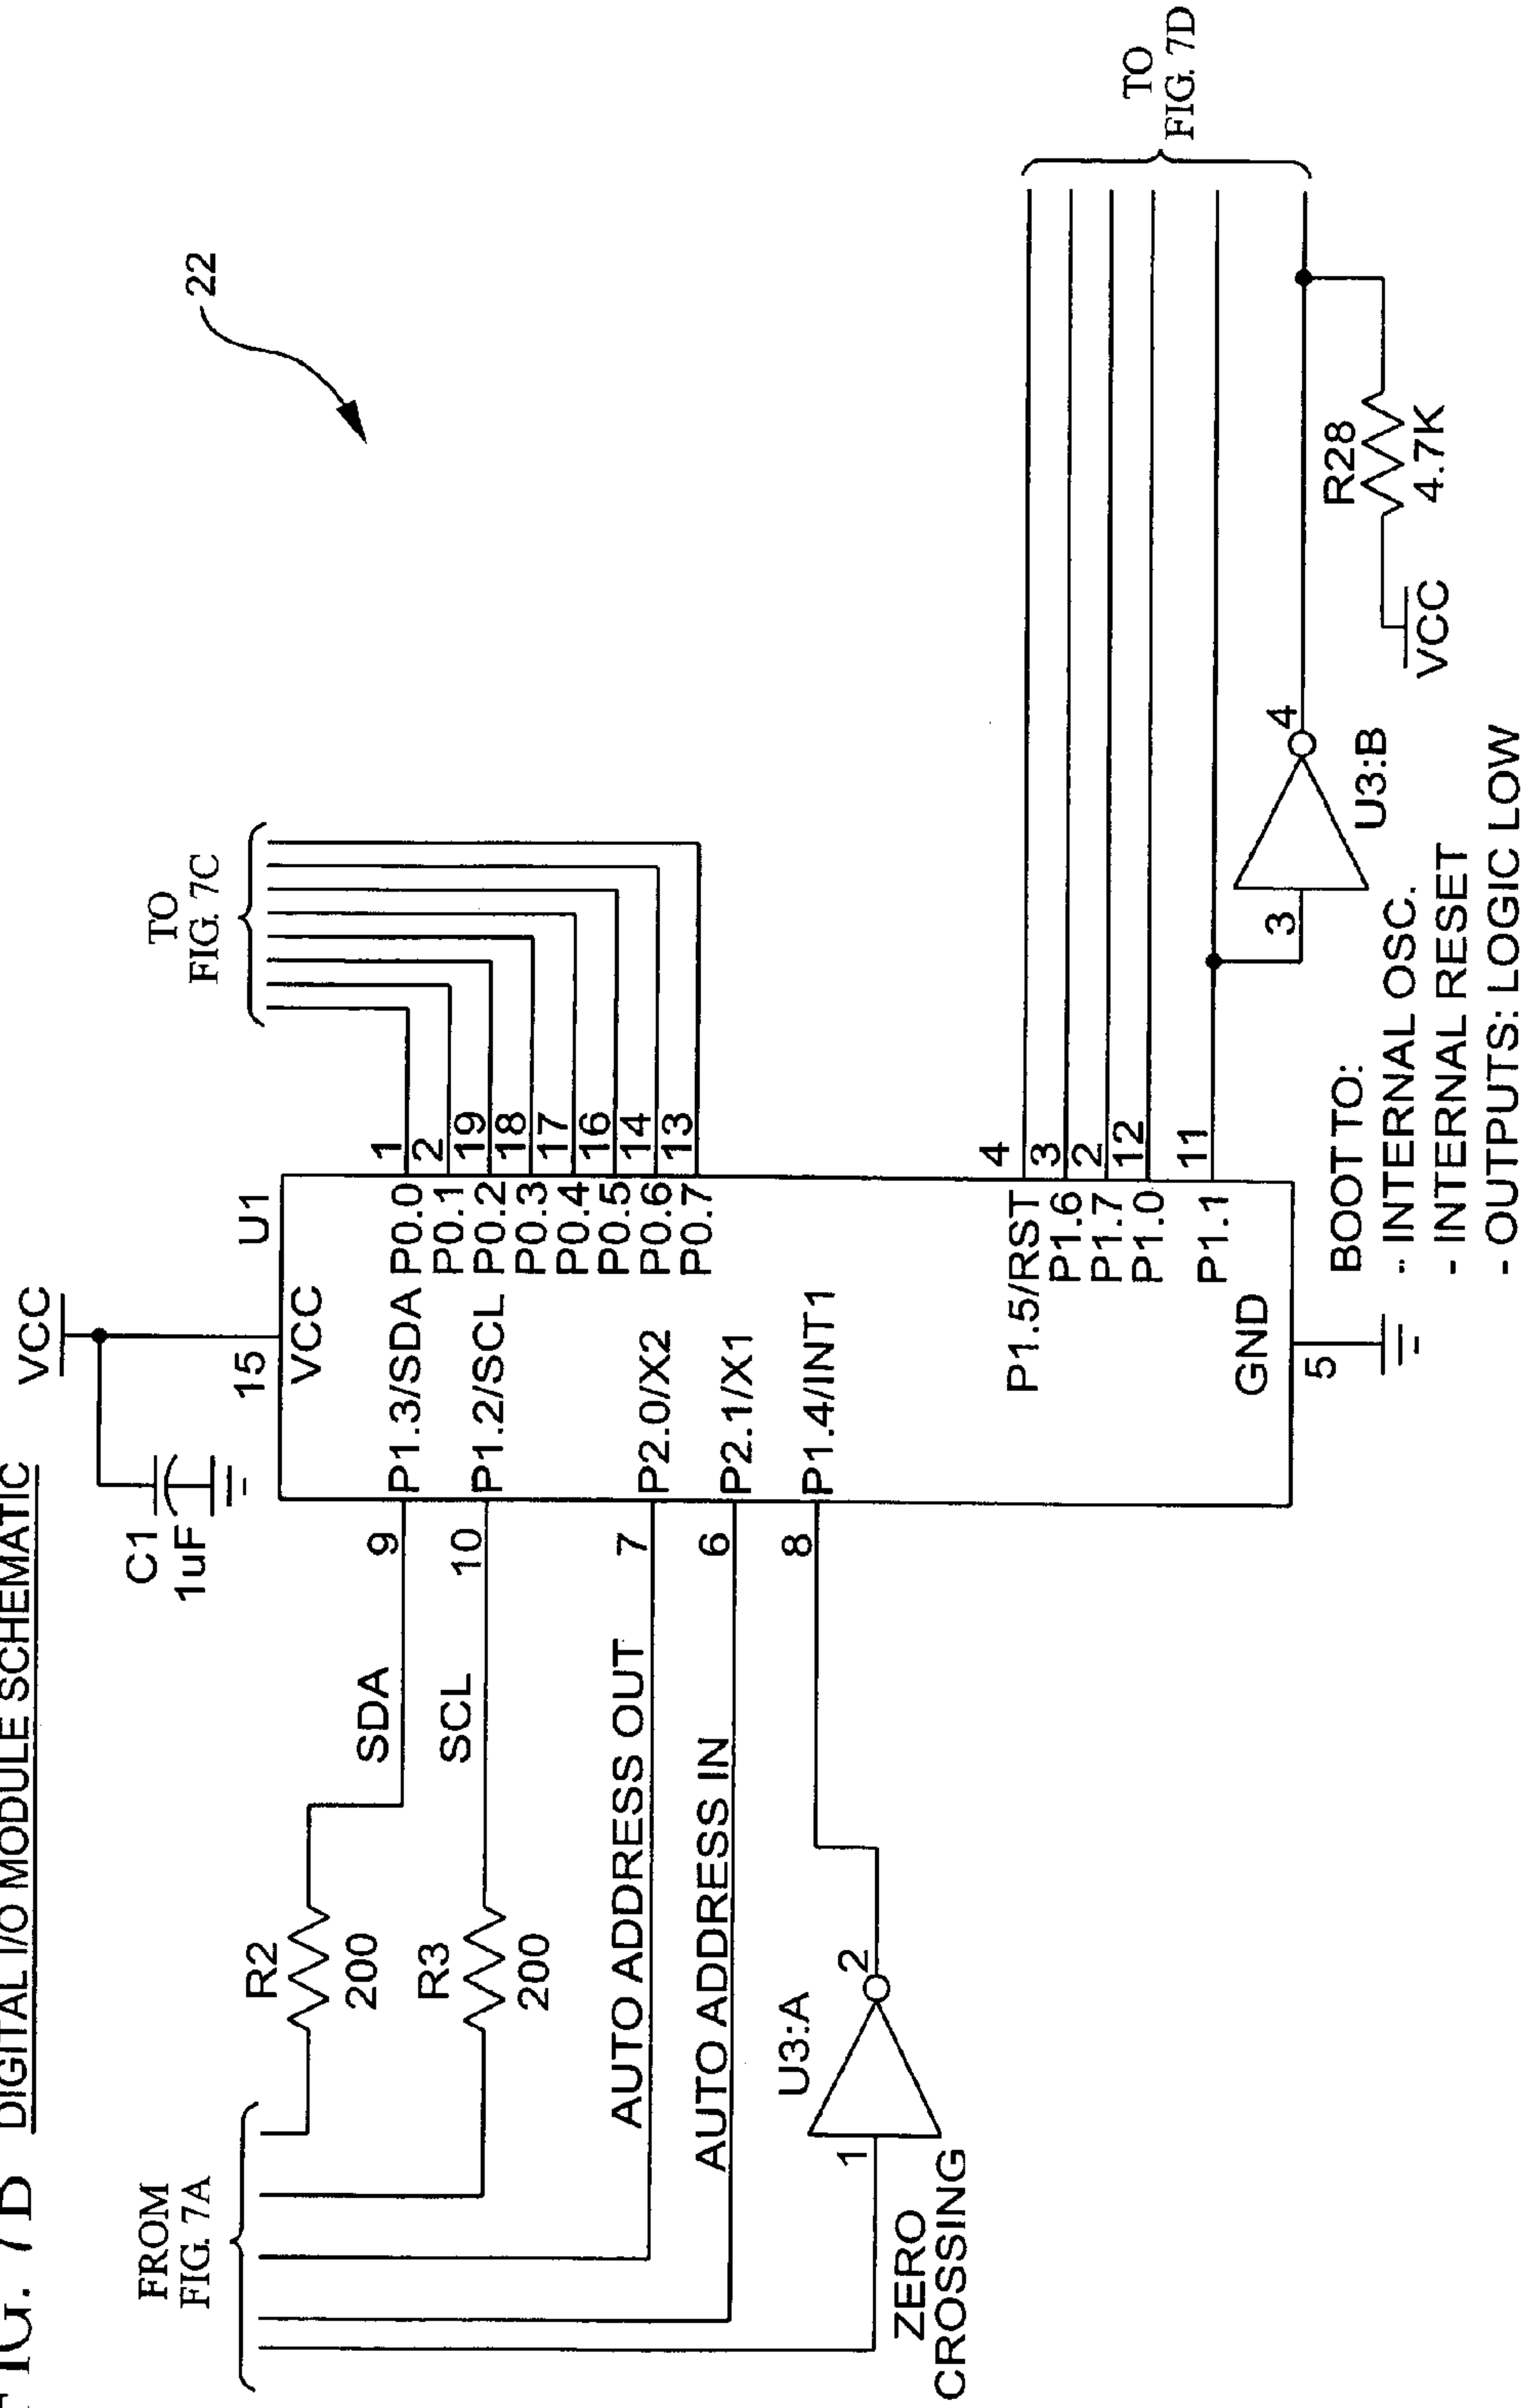 FIG. 7B DIGITAL I/O MODULE SCHEMATIC
FROM
FIG. 7A
R2
200
R3
200
SDA
SCL
AUTO ADDRESS OUT
AUTO ADDRESS IN
U3:A
1
2
ZERO
CROSSING
C1
1uF
VCC
15
U1
VCC
9
10
7
6
8
P1.3/SDA
P1.2/SCL
P2.0/X2
P2.1/X1
P1.4/INT1
P0.0
P0.1
P0.2
P0.3
P0.4
P0.5
P0.6
P0.7
1
2
19
18
17
16
14
13
TO
FIG. 7C
22
P1.5/RST
P1.6
P1.7
P1.0
P1.1
4
3
2
12
11
GND
5
3
4
U3:B
R28
4.7K
VCC
TO
FIG. 7D
BOOT TO:
- INTERNAL OSC.
- INTERNAL RESET
- OUTPUTS: LOGIC LOW